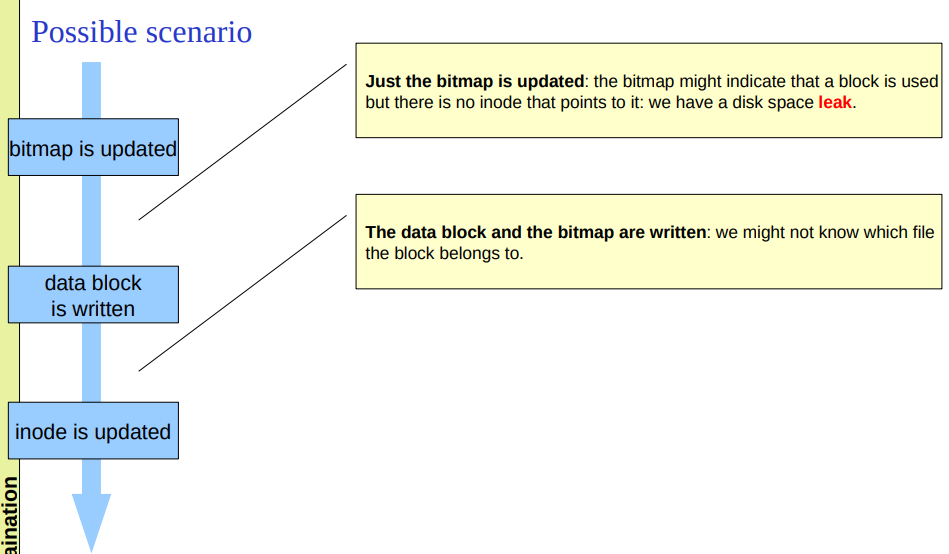 Possible scenario
Just the bitmap is updated: the bitmap might indicate that a block is used
but there is no inode that points to it: we have a disk space leak.
bitmap is updated
The data block and the bitmap are written: we might not know which file
the block belongs to.
data block
is written
inode is updated
aination